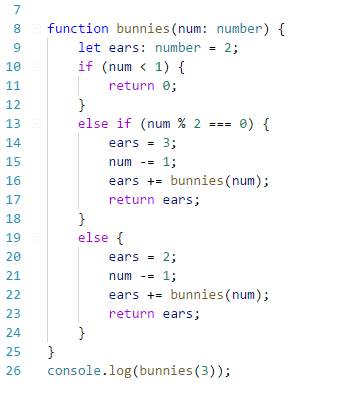 7
8 function bunnies(num: number) {
9 let ears: number = 2;
10 if (num < 1) {
11 return 0;
12 }
13 else if (num % 2 === 0) {
14 ears = 3;
15 num -= 1;
16 ears += bunnies(num);
17 return ears;
18 }
19 else {
20 ears = 2;
21 num -= 1;
22 ears += bunnies(num);
23 return ears;
24 }
25 }
26 console.log(bunnies(3));